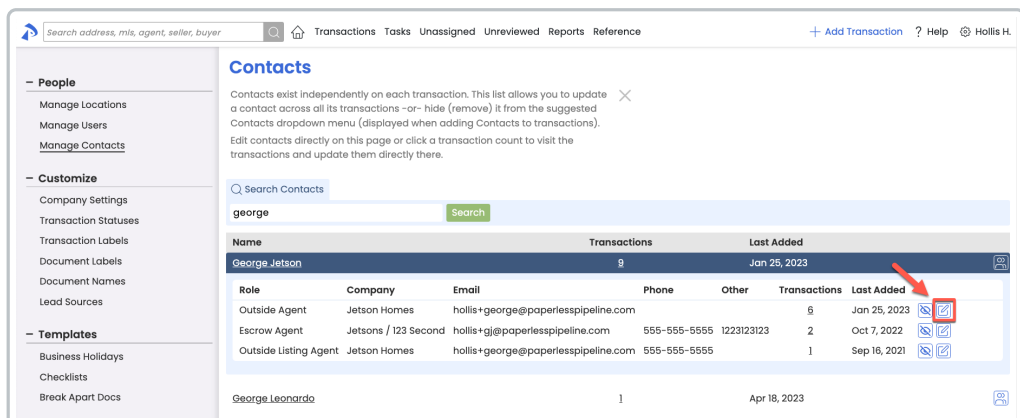 Search address, mls, agent, seller, buyer
Transactions Tasks Unassigned Unreviewed Reports Reference
+ Add Transaction ? Help Hollis H.
– People
Manage Locations
Manage Users
Manage Contacts
– Customize
Company Settings
Transaction Statuses
Transaction Labels
Document Labels
Document Names
Lead Sources
– Templates
Business Holidays
Checklists
Break Apart Docs
Contacts
Contacts exist independently on each transaction. This list allows you to update
a contact across all its transactions -or- hide (remove) it from the suggested
Contacts dropdown menu (displayed when adding Contacts to transactions).
Edit contacts directly on this page or click a transaction count to visit the
transactions and update them directly there.
Search Contacts
george Search
Name Transactions Last Added
George Jetson 9 Jan 25, 2023
Role Company Email Phone Other Transactions Last Added
Outside Agent Jetson Homes hollis+george@paperlesspipeline.com 6 Jan 25, 2023
Escrow Agent Jetsons / 123 Second hollis+gj@paperlesspipeline.com 555-555-5555 1223123123 2 Oct 7, 2022
Outside Listing Agent Jetson Homes hollis+george@paperlesspipeline.com 555-555-5555 1 Sep 16, 2021
George Leonardo 1 Apr 18, 2023